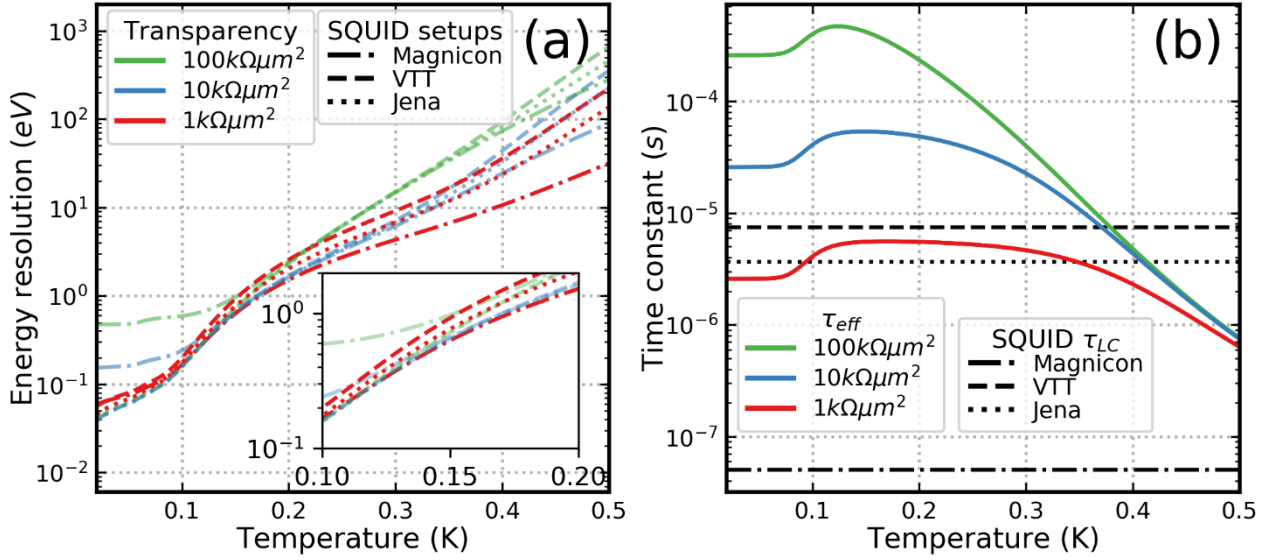 (a)
Energy resolution (eV)
10³
10²
10¹
10⁰
10⁻¹
10⁻²
Transparency
100kΩμm²
10kΩμm²
1kΩμm²
SQUID setups
Magnicon
VTT
Jena
10⁰
10⁻¹
0.10 0.15 0.20
0.1 0.2 0.3 0.4 0.5
Temperature (K)
(b)
Time constant (s)
10⁻⁴
10⁻⁵
10⁻⁶
10⁻⁷
τeff
100kΩμm²
10kΩμm²
1kΩμm²
SQUID τLC
Magnicon
VTT
Jena
0.1 0.2 0.3 0.4 0.5
Temperature (K)